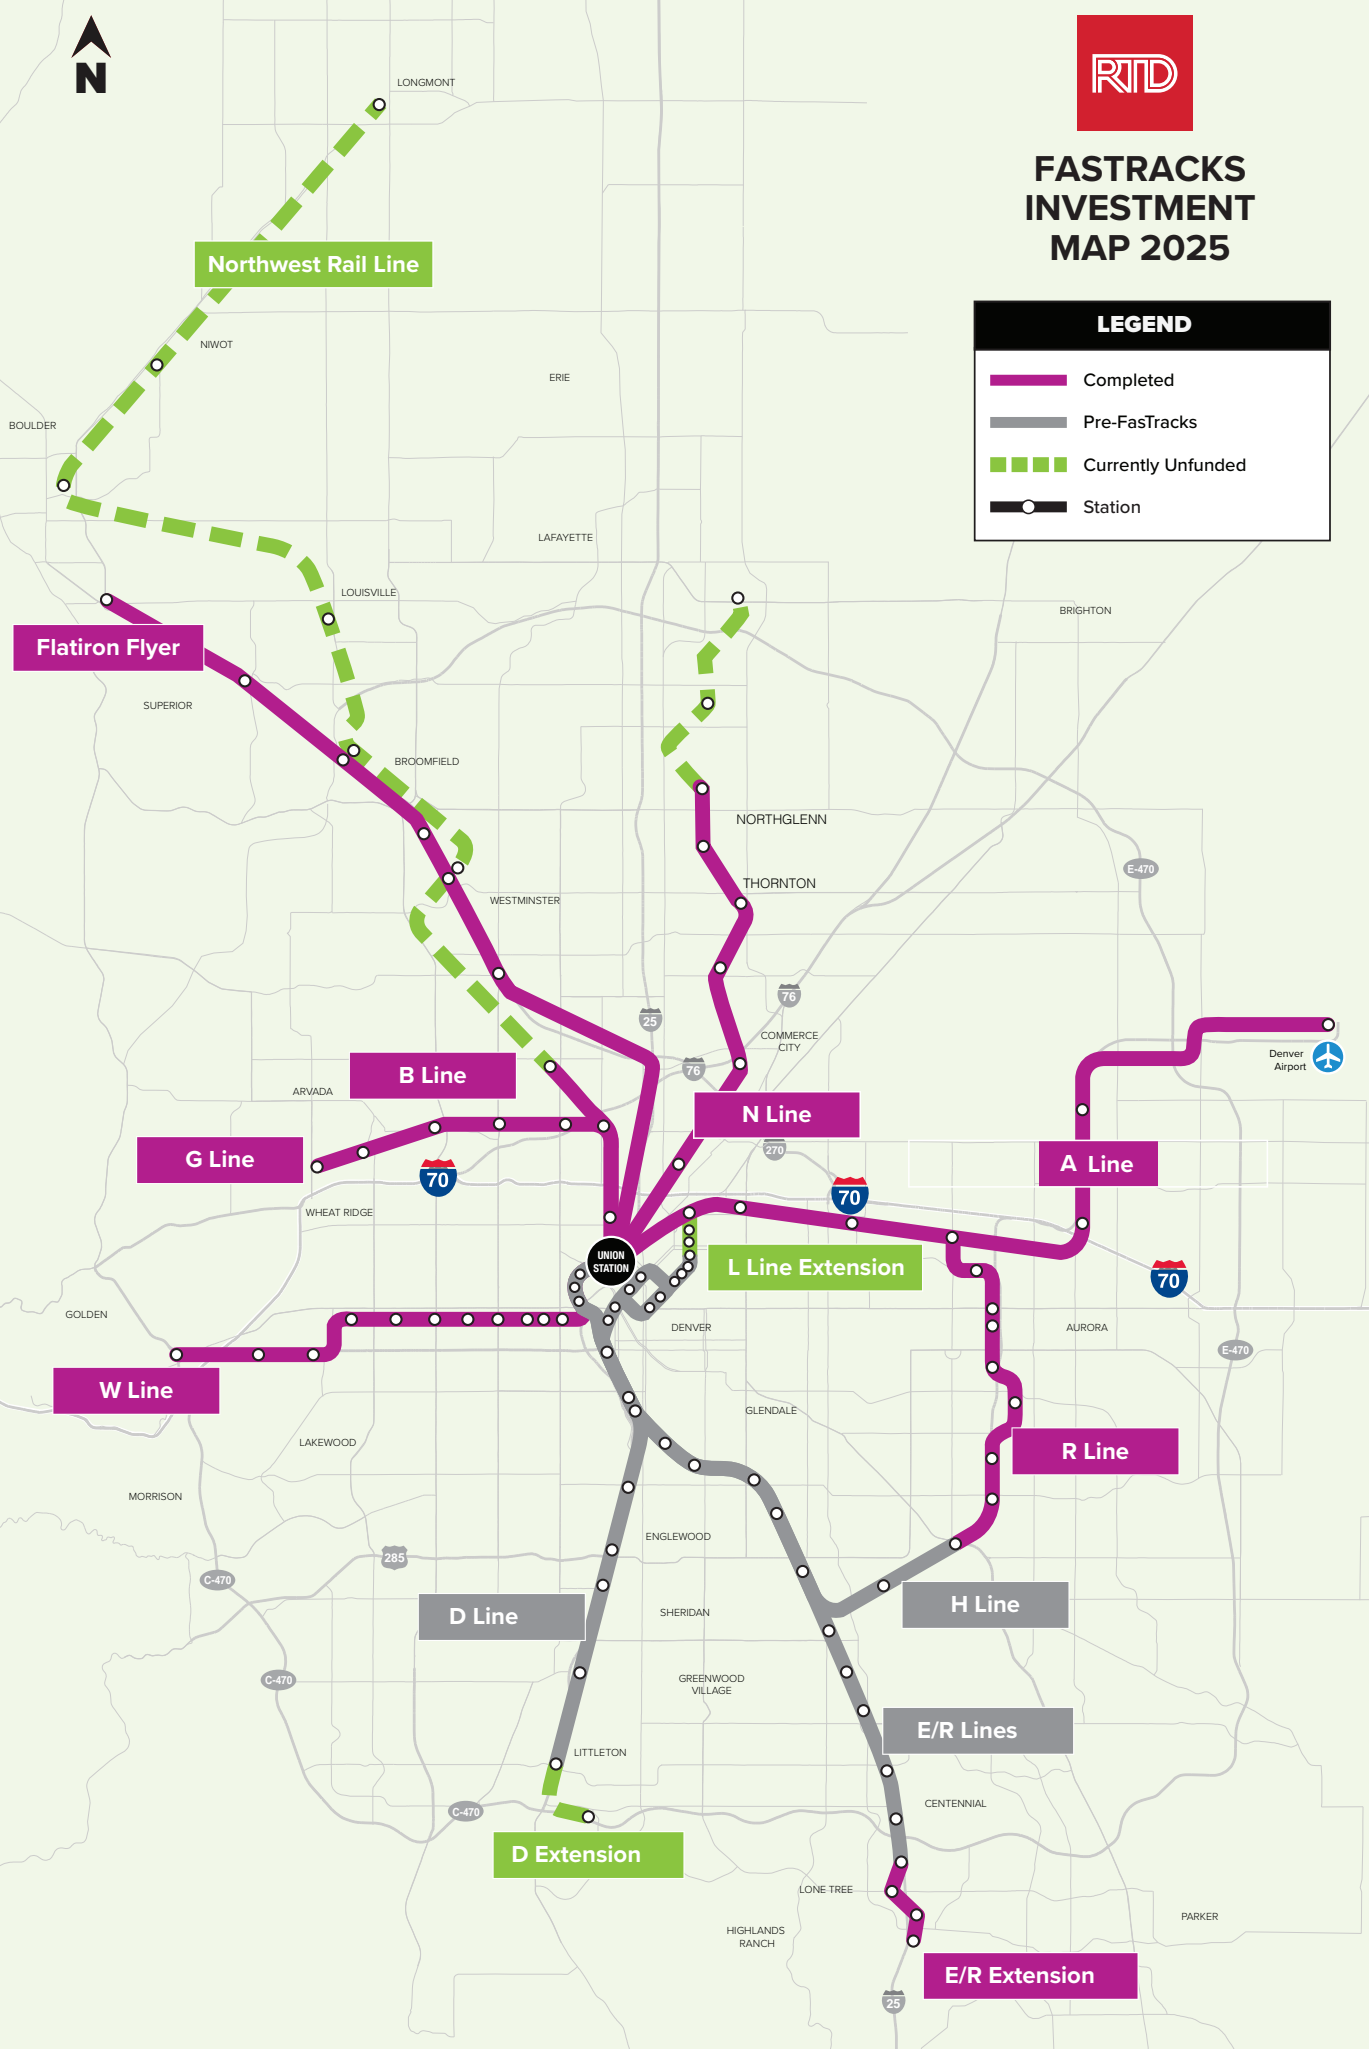 N
LONGMONT
RTD
FASTRACKS
INVESTMENT
MAP 2025
Northwest Rail Line
LEGEND
Completed
Pre-FasTracks
Currently Unfunded
Station
NIWOT
ERIE
BOULDER
LAFAYETTE
LOUISVILLE
BRIGHTON
Flatiron Flyer
SUPERIOR
BROOMFIELD
NORTHGLENN
E-470
THORNTON
WESTMINSTER
76
25
COMMERCE
CITY
Denver
Airport
76
B Line
ARVADA
N Line
G Line
270
A Line
70
70
WHEAT RIDGE
UNION
STATION
L Line Extension
70
GOLDEN
DENVER
AURORA
E-470
W Line
GLENDALE
LAKEWOOD
R Line
MORRISON
ENGLEWOOD
285
C-470
H Line
D Line
SHERIDAN
C-470
GREENWOOD
VILLAGE
E/R Lines
LITTLETON
CENTENNIAL
C-470
D Extension
LONE TREE
PARKER
HIGHLANDS
RANCH
E/R Extension
25